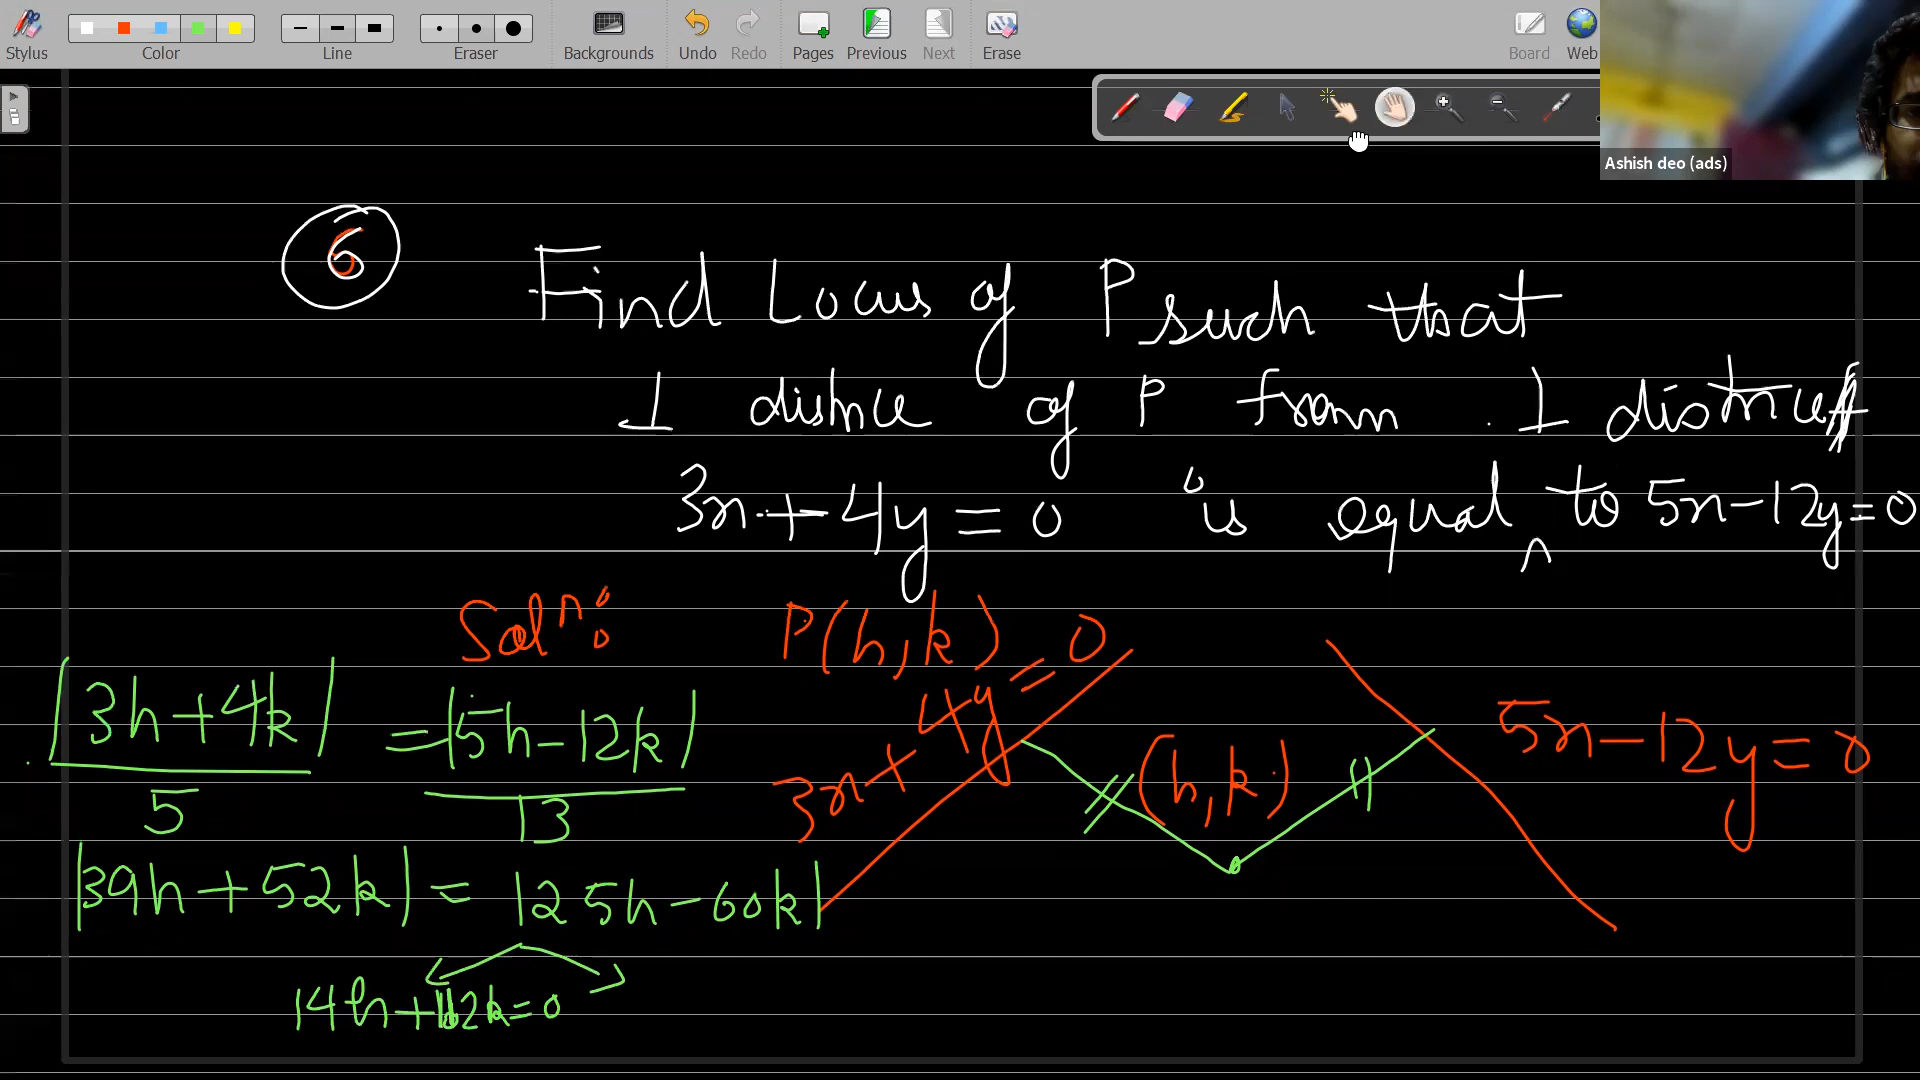 Stylus Color Line Eraser Backgrounds Undo Redo Pages Previous Next Erase Board Web
Ashish deo (ads)
6 Find Locus of P such that
⊥ distnce of P from ⊥ distnce
3x + 4y = 0 is equal ^ to 5x - 12y = 0
Solⁿ: P(h, k)
3x + 4y = 0
(h, k)
5x - 12y = 0
|3h + 4k| / 5 = |5h - 12k| / 13
|39h + 52k| = |25h - 60k|
14h + 112k = 0